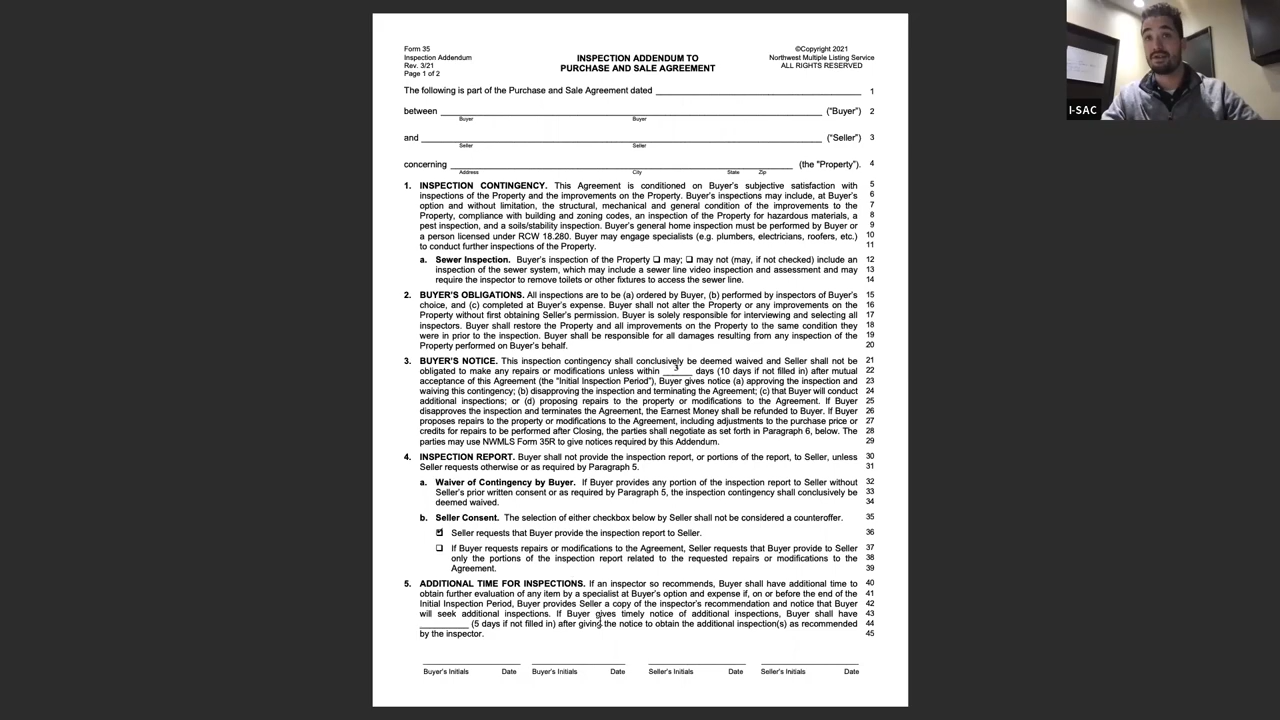 Form 35
Inspection Addendum
Rev. 3/21
Page 1 of 2
INSPECTION ADDENDUM TO
PURCHASE AND SALE AGREEMENT
©Copyright 2021
Northwest Multiple Listing Service
ALL RIGHTS RESERVED
I-SAC
The following is part of the Purchase and Sale Agreement dated 1
between ("Buyer") 2
Buyer Buyer
and ("Seller") 3
Seller Seller
concerning (the "Property"). 4
Address City State Zip
1. INSPECTION CONTINGENCY. This Agreement is conditioned on Buyer's subjective satisfaction with 5
inspections of the Property and the improvements on the Property. Buyer's inspections may include, at Buyer's 6
option and without limitation, the structural, mechanical and general condition of the improvements to the 7
Property, compliance with building and zoning codes, an inspection of the Property for hazardous materials, a 8
pest inspection, and a soils/stability inspection. Buyer's general home inspection must be performed by Buyer or 9
a person licensed under RCW 18.280. Buyer may engage specialists (e.g. plumbers, electricians, roofers, etc.) 10
to conduct further inspections of the Property. 11
a. Sewer Inspection. Buyer's inspection of the Property ❑ may; ❑ may not (may, if not checked) include an 12
inspection of the sewer system, which may include a sewer line video inspection and assessment and may 13
require the inspector to remove toilets or other fixtures to access the sewer line. 14
2. BUYER'S OBLIGATIONS. All inspections are to be (a) ordered by Buyer, (b) performed by inspectors of Buyer's 15
choice, and (c) completed at Buyer's expense. Buyer shall not alter the Property or any improvements on the 16
Property without first obtaining Seller's permission. Buyer is solely responsible for interviewing and selecting all 17
inspectors. Buyer shall restore the Property and all improvements on the Property to the same condition they 18
were in prior to the inspection. Buyer shall be responsible for all damages resulting from any inspection of the 19
Property performed on Buyer's behalf. 20
3. BUYER'S NOTICE. This inspection contingency shall conclusively be deemed waived and Seller shall not be 21
obligated to make any repairs or modifications unless within 3 days (10 days if not filled in) after mutual 22
acceptance of this Agreement (the "Initial Inspection Period"), Buyer gives notice (a) approving the inspection and 23
waiving this contingency; (b) disapproving the inspection and terminating the Agreement; (c) that Buyer will conduct 24
additional inspections; or (d) proposing repairs to the property or modifications to the Agreement. If Buyer 25
disapproves the inspection and terminates the Agreement, the Earnest Money shall be refunded to Buyer. If Buyer 26
proposes repairs to the property or modifications to the Agreement, including adjustments to the purchase price or 27
credits for repairs to be performed after Closing, the parties shall negotiate as set forth in Paragraph 6, below. The 28
parties may use NWMLS Form 35R to give notices required by this Addendum. 29
4. INSPECTION REPORT. Buyer shall not provide the inspection report, or portions of the report, to Seller, unless 30
Seller requests otherwise or as required by Paragraph 5. 31
a. Waiver of Contingency by Buyer. If Buyer provides any portion of the inspection report to Seller without 32
Seller's prior written consent or as required by Paragraph 5, the inspection contingency shall conclusively be 33
deemed waived. 34
b. Seller Consent. The selection of either checkbox below by Seller shall not be considered a counteroffer. 35
☑ Seller requests that Buyer provide the inspection report to Seller. 36
❑ If Buyer requests repairs or modifications to the Agreement, Seller requests that Buyer provide to Seller 37
only the portions of the inspection report related to the requested repairs or modifications to the 38
Agreement. 39
5. ADDITIONAL TIME FOR INSPECTIONS. If an inspector so recommends, Buyer shall have additional time to 40
obtain further evaluation of any item by a specialist at Buyer's option and expense if, on or before the end of the 41
Initial Inspection Period, Buyer provides Seller a copy of the inspector's recommendation and notice that Buyer 42
will seek additional inspections. If Buyer gives timely notice of additional inspections, Buyer shall have 43
(5 days if not filled in) after giving the notice to obtain the additional inspection(s) as recommended 44
by the inspector. 45
Buyer's Initials Date Buyer's Initials Date Seller's Initials Date Seller's Initials Date